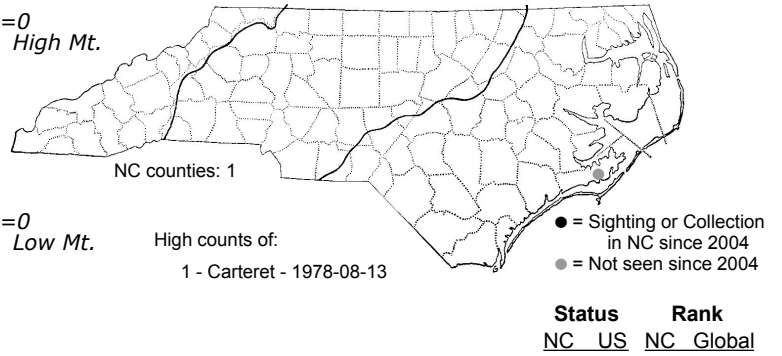 =0
High Mt.
NC counties: 1
=0
Low Mt.
High counts of:
1 - Carteret - 1978-08-13
● = Sighting or Collection
in NC since 2004
● = Not seen since 2004
Status Rank
NC US NC Global